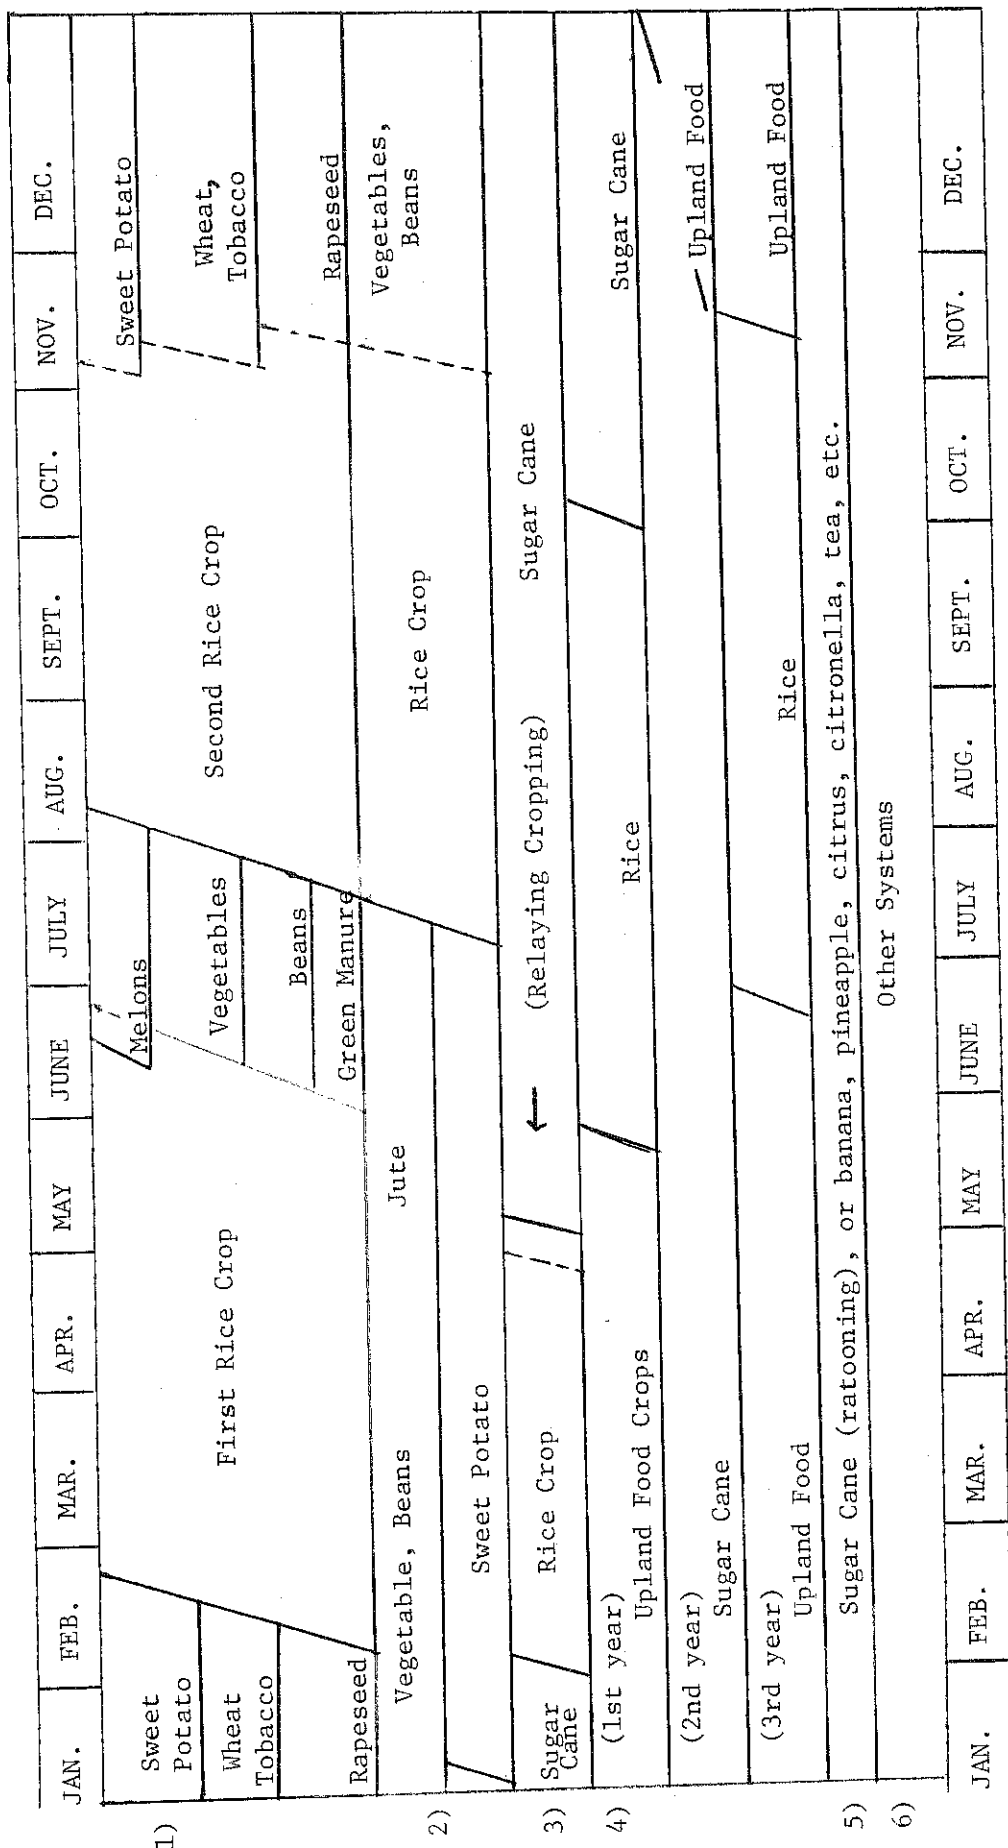 JAN. FEB. MAR. APR. MAY JUNE JULY AUG. SEPT. OCT. NOV. DEC.
1)
Sweet
Potato
Wheat
Tobacco
Rapeseed
First Rice Crop
Melons
Vegetables
Beans
Green Manure
Second Rice Crop
Sweet Potato
Wheat,
Tobacco
Rapeseed
2)
Vegetable, Beans
Jute
Sweet Potato
Rice Crop
Vegetables,
Beans
3)
Sugar
Cane
Rice Crop
← (Relaying Cropping)
Sugar Cane
4)
(1st year)
Upland Food Crops
Rice
Sugar Cane
(2nd year)
Sugar Cane
Upland Food
(3rd year)
Upland Food
Rice
Upland Food
5)
Sugar Cane (ratooning), or banana, pineapple, citrus, citronella, tea, etc.
6)
Other Systems
JAN. FEB. MAR. APR. MAY JUNE JULY AUG. SEPT. OCT. NOV. DEC.